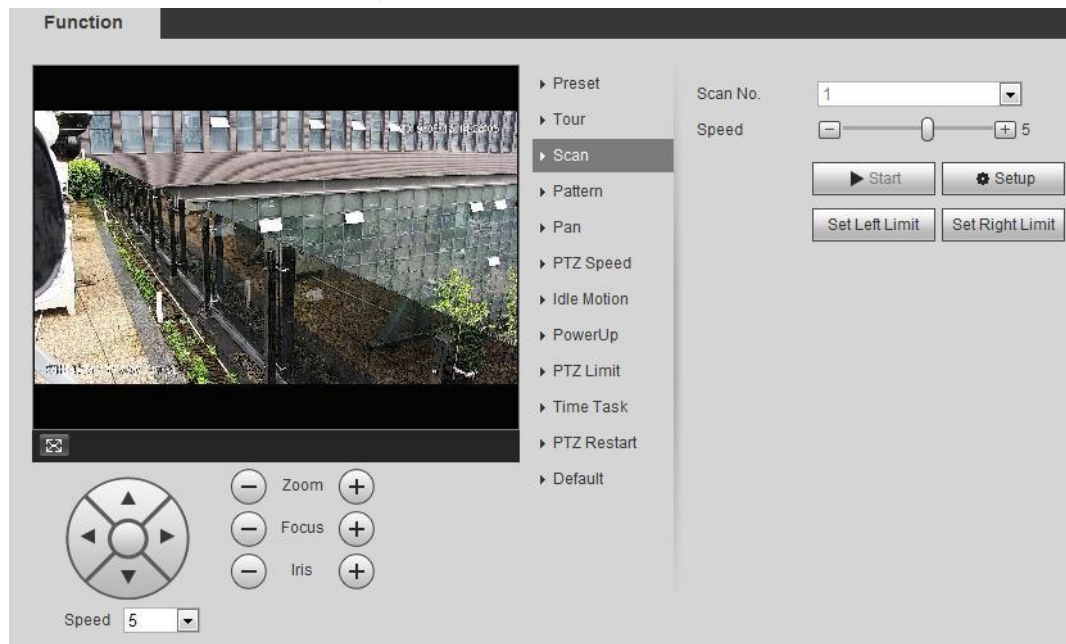 Function
Preset
Tour
Scan
Pattern
Pan
PTZ Speed
Idle Motion
PowerUp
PTZ Limit
Time Task
PTZ Restart
Default
Scan No. 1
Speed 5
Start Setup
Set Left Limit Set Right Limit
Zoom
Focus
Iris
Speed 5